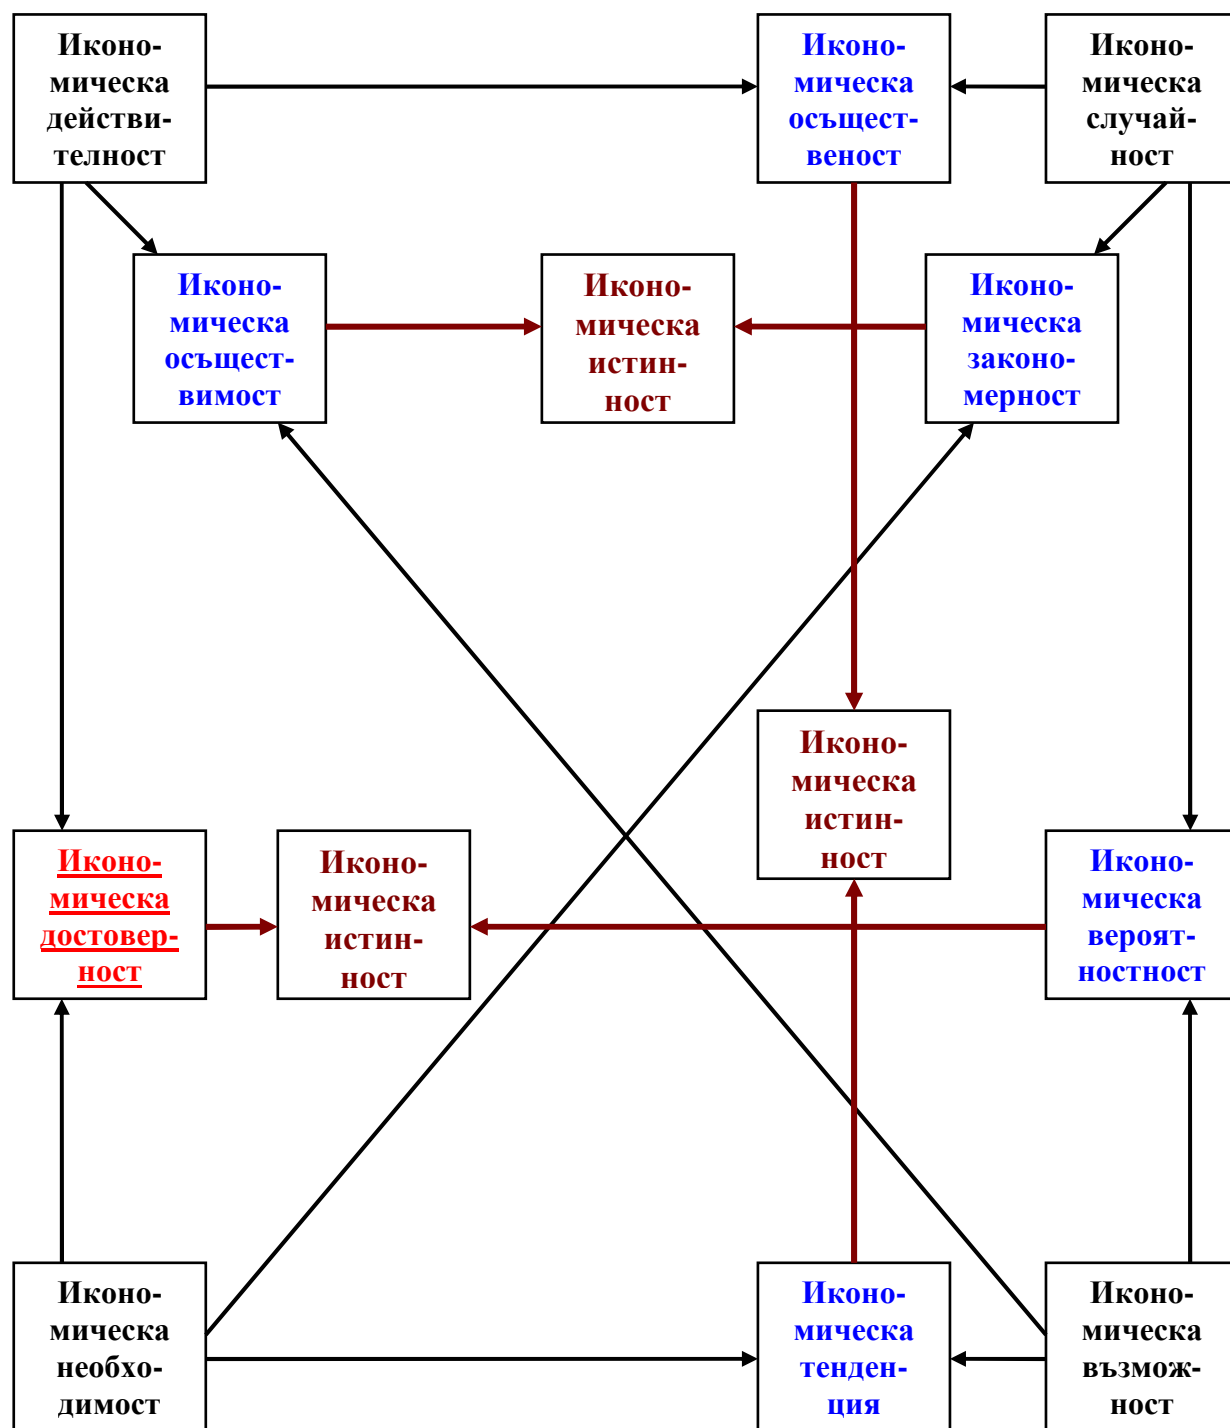 Иконо-
мическа
действи-
телност
Иконо-
мическа
осъщест-
веност
Иконо-
мическа
случай-
ност
Иконо-
мическа
осъщест-
вимост
Иконо-
мическа
истин-
ност
Иконо-
мическа
законо-
мерност
Иконо-
мическа
истин-
ност
Иконо-
мическа
достовер-
ност
Иконо-
мическа
истин-
ност
Иконо-
мическа
вероят-
ностност
Иконо-
мическа
необхо-
димост
Иконо-
мическа
тенден-
ция
Иконо-
мическа
възмож-
ност